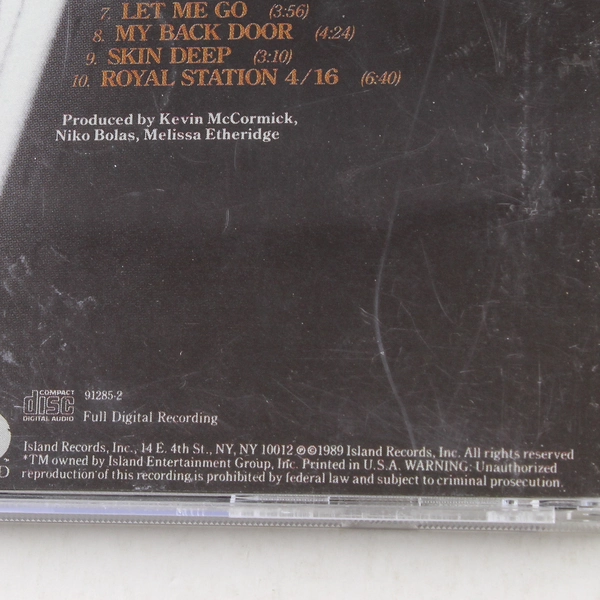 7. LET ME GO (3:56)
8. MY BACK DOOR (4:24)
9. SKIN DEEP (3:10)
10. ROYAL STATION 4/16 (6:40)
Produced by Kevin McCormick,
Niko Bolas, Melissa Etheridge
COMPACT
disc
DIGITAL AUDIO
91285-2
Full Digital Recording
Island Records, Inc., 14 E. 4th St., NY, NY 10012 ℗©1989 Island Records, Inc. All rights reserved
*TM owned by Island Entertainment Group, Inc. Printed in U.S.A. WARNING: Unauthorized
reproduction of this recording is prohibited by federal law and subject to criminal prosecution.